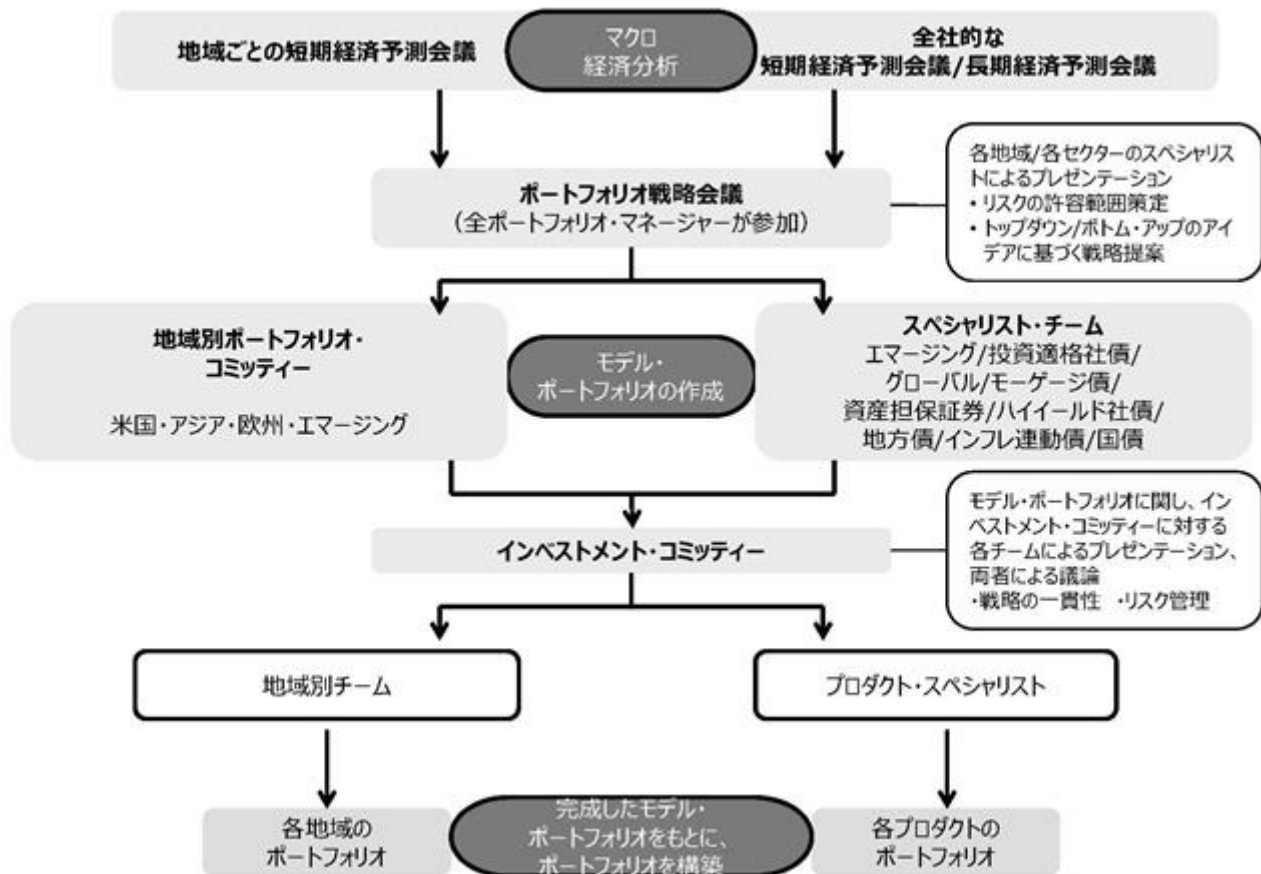 地域ごとの短期経済予測会議
マクロ
経済分析
全社的な
短期経済予測会議/長期経済予測会議
ポートフォリオ戦略会議
（全ポートフォリオ・マネージャーが参加）
各地域/各セクターのスペシャリス
トによるプレゼンテーション
• リスクの許容範囲策定
• トップダウン/ボトム・アップのアイ
デアに基づく戦略提案
地域別ポートフォリオ・
コミッティー
米国・アジア・欧州・エマージング
モデル・
ポートフォリオの作成
スペシャリスト・チーム
エマージング/投資適格社債/
グローバル/モーゲージ債/
資産担保証券/ハイイールド社債/
地方債/インフレ連動債/国債
インベストメント・コミッティー
モデル・ポートフォリオに関し、イン
ベストメント・コミッティーに対する
各チームによるプレゼンテーション、
両者による議論
・戦略の一貫性 ・リスク管理
地域別チーム
プロダクト・スペシャリスト
各地域の
ポートフォリオ
完成したモデル・
ポートフォリオをもとに、
ポートフォリオを構築
各プロダクトの
ポートフォリオ